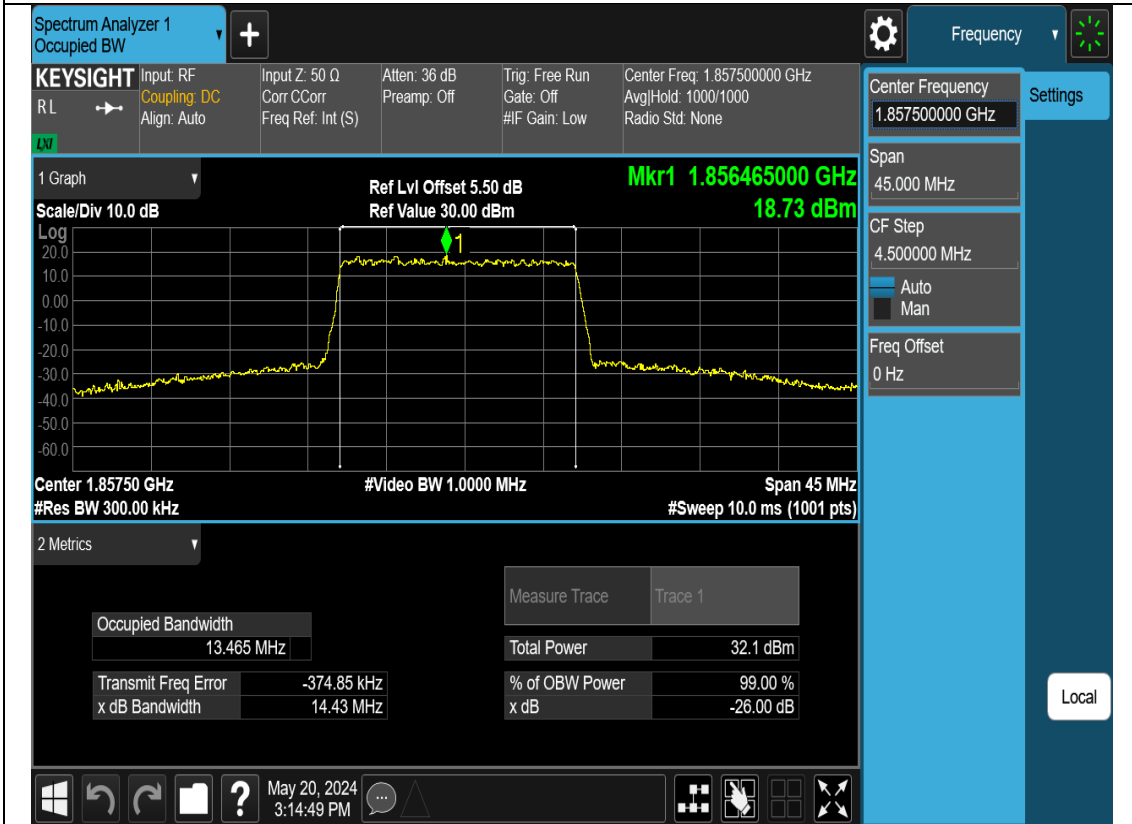 Spectrum Analyzer 1
Occupied BW
+
Frequency
KEYSIGHT
R L
LXI
Input: RF
Coupling: DC
Align: Auto
Input Z: 50 Ω
Corr CCorr
Freq Ref: Int (S)
Atten: 36 dB
Preamp: Off
Trig: Free Run
Gate: Off
#IF Gain: Low
Center Freq: 1.857500000 GHz
Avg|Hold: 1000/1000
Radio Std: None
Center Frequency
1.857500000 GHz
Settings
Span
45.000 MHz
CF Step
4.500000 MHz
Auto
Man
Freq Offset
0 Hz
Local
1 Graph
Scale/Div 10.0 dB
Ref Lvl Offset 5.50 dB
Ref Value 30.00 dBm
Mkr1 1.856465000 GHz
18.73 dBm
Log
1
20.0
10.0
0.00
-10.0
-20.0
-30.0
-40.0
-50.0
-60.0
Center 1.85750 GHz
#Video BW 1.0000 MHz
Span 45 MHz
#Res BW 300.00 kHz
#Sweep 10.0 ms (1001 pts)
2 Metrics
Measure Trace Trace 1
Occupied Bandwidth
13.465 MHz
Total Power 32.1 dBm
Transmit Freq Error -374.85 kHz
% of OBW Power 99.00 %
x dB Bandwidth 14.43 MHz
x dB -26.00 dB
?
May 20, 2024
3:14:49 PM